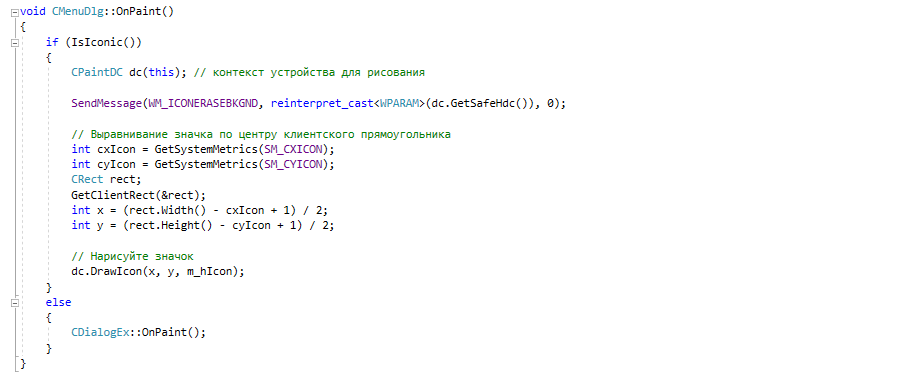 void CMenuDlg::OnPaint()
{
    if (IsIconic())
    {
        CPaintDC dc(this); // контекст устройства для рисования

        SendMessage(WM_ICONERASEBKGND, reinterpret_cast<WPARAM>(dc.GetSafeHdc()), 0);

        // Выравнивание значка по центру клиентского прямоугольника
        int cxIcon = GetSystemMetrics(SM_CXICON);
        int cyIcon = GetSystemMetrics(SM_CYICON);
        CRect rect;
        GetClientRect(&rect);
        int x = (rect.Width() - cxIcon + 1) / 2;
        int y = (rect.Height() - cyIcon + 1) / 2;

        // Нарисуйте значок
        dc.DrawIcon(x, y, m_hIcon);
    }
    else
    {
        CDialogEx::OnPaint();
    }
}